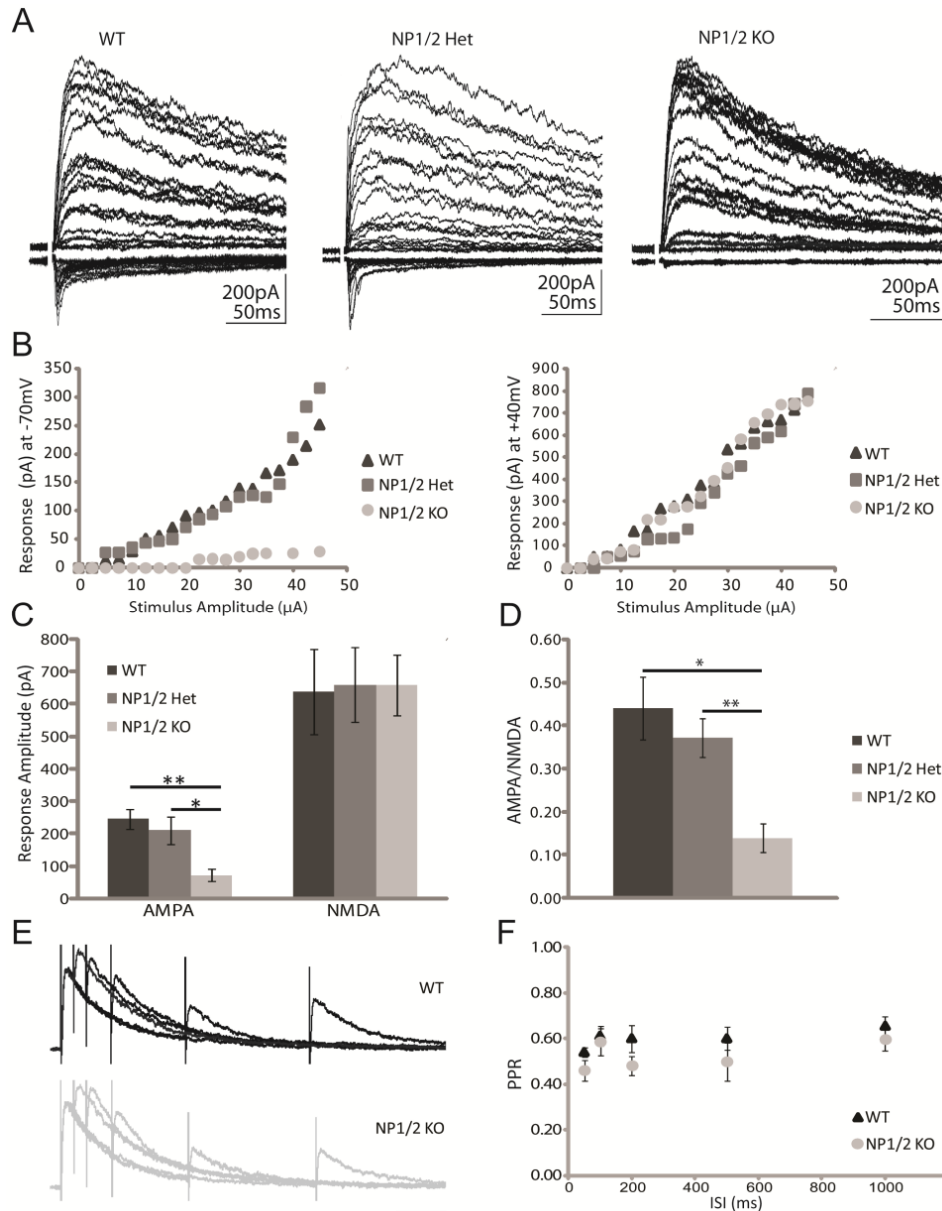 A
WT
NP1/2 Het
NP1/2 KO
200pA
50ms
200pA
50ms
200pA
50ms
B
Response (pA) at -70mV
350
300
250
200
150
100
50
0
0
10
20
30
40
50
Stimulus Amplitude (µA)
WT
NP1/2 Het
NP1/2 KO
Response (pA) at +40mV
900
800
700
600
500
400
300
200
100
0
0
10
20
30
40
50
Stimulus Amplitude (µA)
WT
NP1/2 Het
NP1/2 KO
C
Response Amplitude (pA)
800
700
600
500
400
300
200
100
0
WT
NP1/2 Het
NP1/2 KO
**
*
AMPA
NMDA
D
AMPA/NMDA
0.60
0.50
0.40
0.30
0.20
0.10
0.00
*
**
WT
NP1/2 Het
NP1/2 KO
E
WT
NP1/2 KO
F
PPR
1.00
0.80
0.60
0.40
0.20
0.00
0
200
400
600
800
1000
ISI (ms)
WT
NP1/2 KO